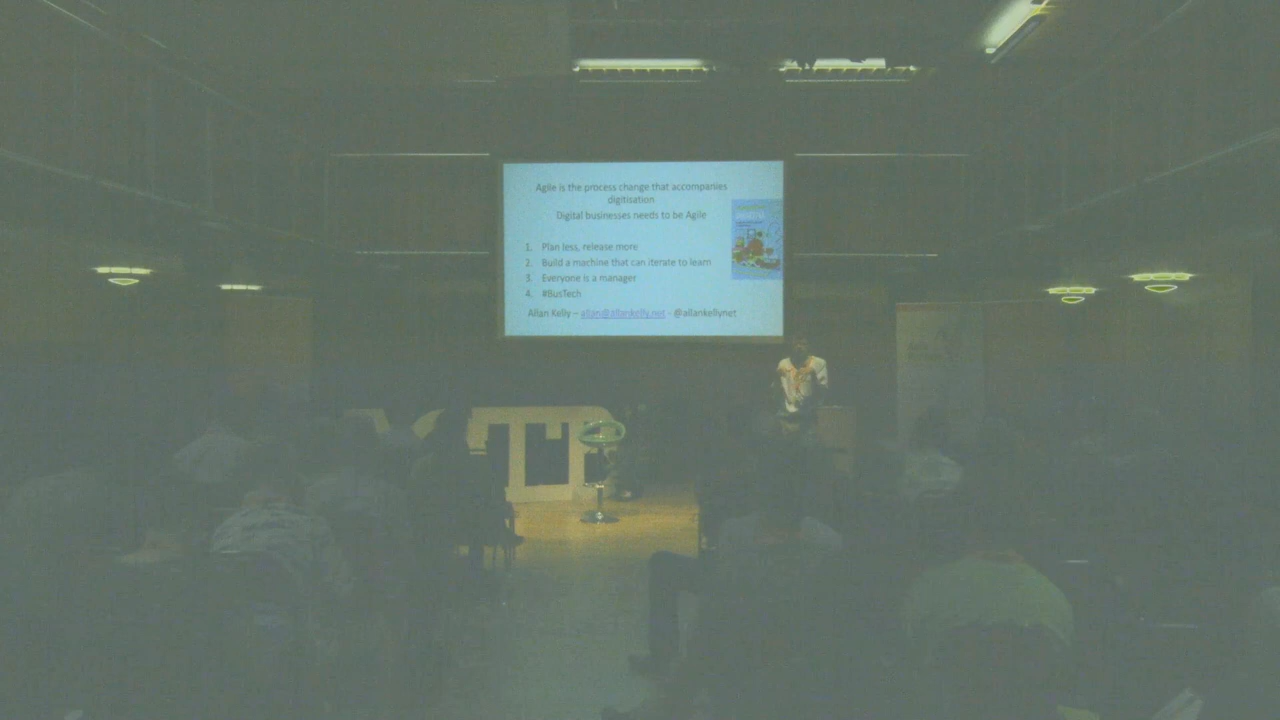 Agile is the process change that accompanies
digitisation
Digital businesses needs to be Agile
1. Plan less, release more
2. Build a machine that can iterate to learn
3. Everyone is a manager
4. #BusTech
Allan Kelly – allan@allankelly.net - @allankellynet